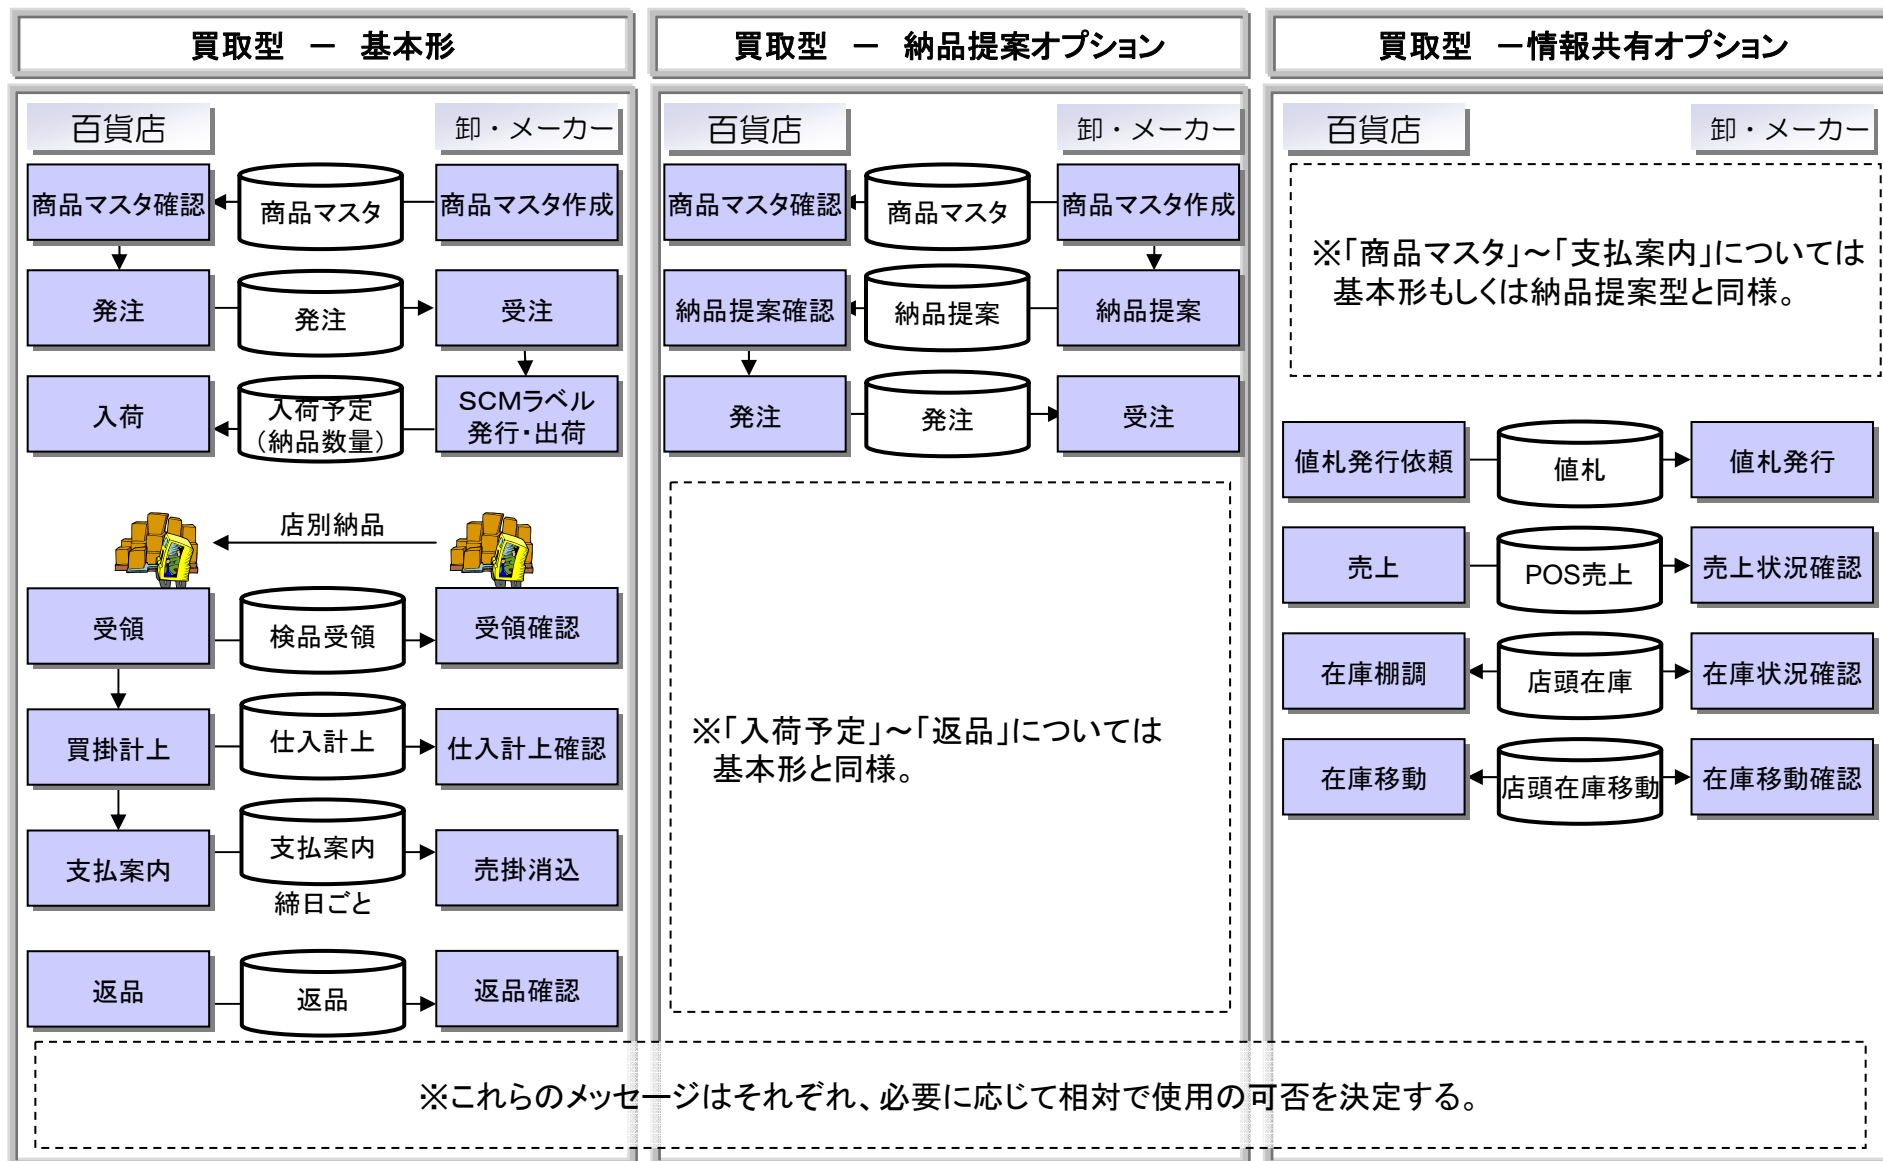 買取型　－　基本形
百貨店
卸・メーカー
商品マスタ確認
商品マスタ
商品マスタ作成
発注
発注
受注
入荷
入荷予定
（納品数量）
SCMラベル
発行・出荷
店別納品
受領
検品受領
受領確認
買掛計上
仕入計上
仕入計上確認
支払案内
支払案内
売掛消込
締日ごと
返品
返品
返品確認
買取型　－　納品提案オプション
百貨店
卸・メーカー
商品マスタ確認
商品マスタ
商品マスタ作成
納品提案確認
納品提案
納品提案
発注
発注
受注
※「入荷予定」～「返品」については
基本形と同様。
買取型　－情報共有オプション
百貨店
卸・メーカー
※「商品マスタ」～「支払案内」については
基本形もしくは納品提案型と同様。
値札発行依頼
値札
値札発行
売上
POS売上
売上状況確認
在庫棚調
店頭在庫
在庫状況確認
在庫移動
店頭在庫移動
在庫移動確認
※これらのメッセージはそれぞれ、必要に応じて相対で使用の可否を決定する。